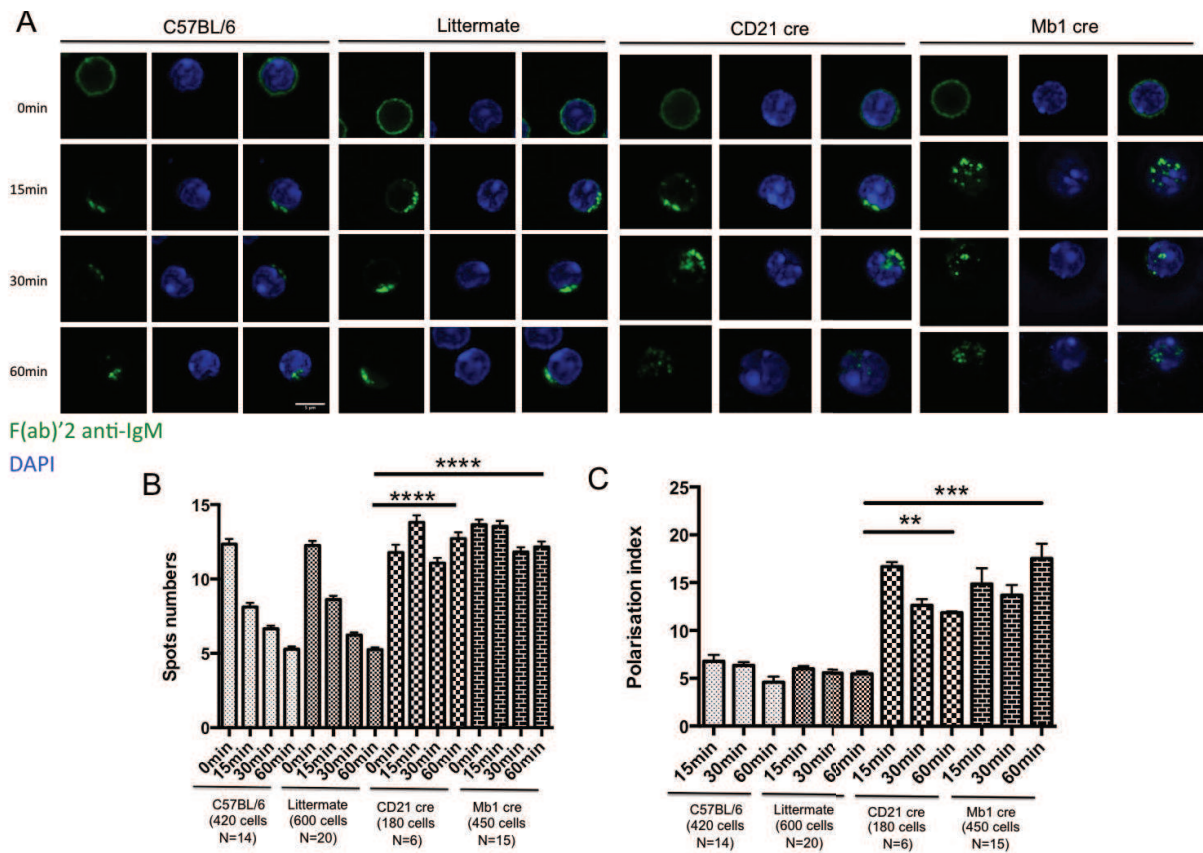 A
C57BL/6 Littermate CD21 cre Mb1 cre
0min
15min
30min
60min
5 µm
F(ab)'2 anti-IgM
DAPI
B
****
****
15
10
5
0
Spots numbers
0min 15min 30min 60min 0min 15min 30min 60min 0min 15min 30min 60min 0min 15min 30min 60min
C57BL/6 Littermate CD21 cre Mb1 cre
(420 cells (600 cells (180 cells (450 cells
N=14) N=20) N=6) N=15)
C
***
**
25
20
15
10
5
0
Polarisation index
15min 30min 60min 15min 30min 60min 15min 30min 60min 15min 30min 60min
C57BL/6 Littermate CD21 cre Mb1 cre
(420 cells (600 cells (180 cells (450 cells
N=14) N=20) N=6) N=15)